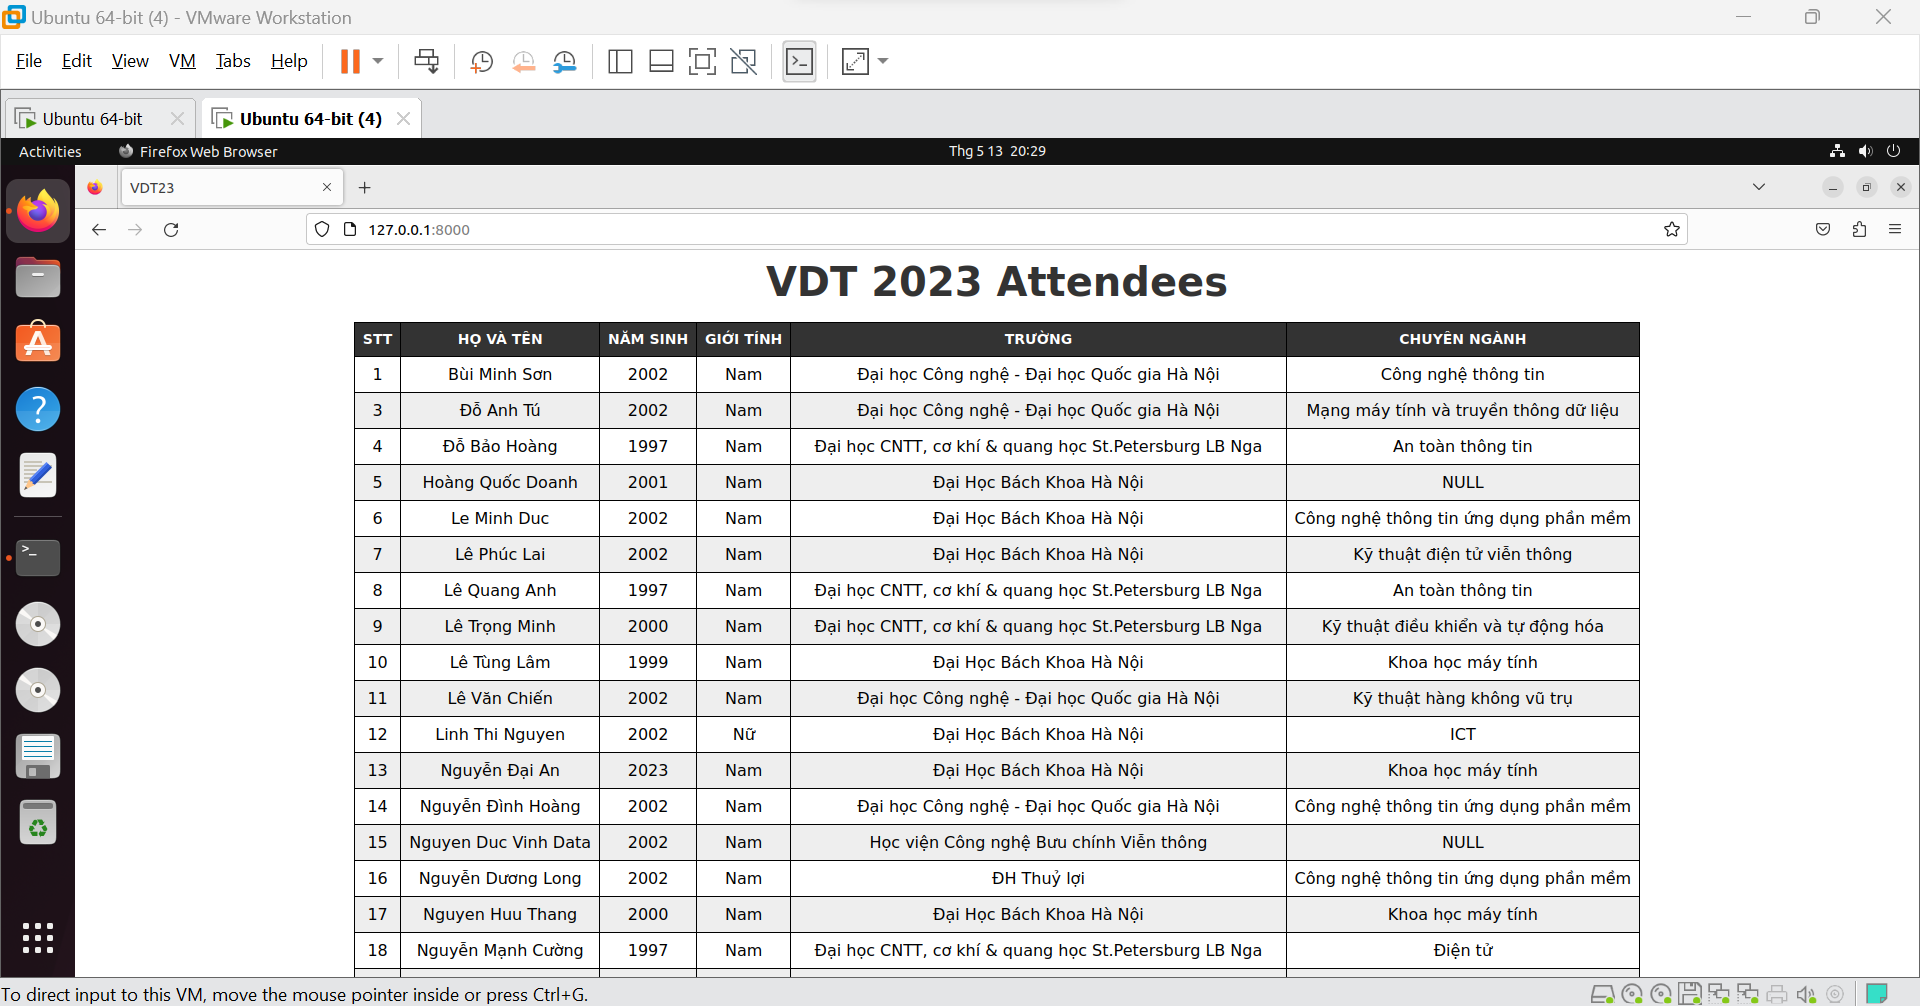 Ubuntu 64-bit (4) - VMware Workstation
File Edit View VM Tabs Help
Ubuntu 64-bit
Ubuntu 64-bit (4)
Activities Firefox Web Browser Thg 5 13 20:29
VDT23
127.0.0.1:8000
VDT 2023 Attendees
STT HỌ VÀ TÊN NĂM SINH GIỚI TÍNH TRƯỜNG CHUYÊN NGÀNH
1 Bùi Minh Sơn 2002 Nam Đại học Công nghệ - Đại học Quốc gia Hà Nội Công nghệ thông tin
3 Đỗ Anh Tú 2002 Nam Đại học Công nghệ - Đại học Quốc gia Hà Nội Mạng máy tính và truyền thông dữ liệu
4 Đỗ Bảo Hoàng 1997 Nam Đại học CNTT, cơ khí & quang học St.Petersburg LB Nga An toàn thông tin
5 Hoàng Quốc Doanh 2001 Nam Đại Học Bách Khoa Hà Nội NULL
6 Le Minh Duc 2002 Nam Đại Học Bách Khoa Hà Nội Công nghệ thông tin ứng dụng phần mềm
7 Lê Phúc Lai 2002 Nam Đại Học Bách Khoa Hà Nội Kỹ thuật điện tử viễn thông
8 Lê Quang Anh 1997 Nam Đại học CNTT, cơ khí & quang học St.Petersburg LB Nga An toàn thông tin
9 Lê Trọng Minh 2000 Nam Đại học CNTT, cơ khí & quang học St.Petersburg LB Nga Kỹ thuật điều khiển và tự động hóa
10 Lê Tùng Lâm 1999 Nam Đại Học Bách Khoa Hà Nội Khoa học máy tính
11 Lê Văn Chiến 2002 Nam Đại học Công nghệ - Đại học Quốc gia Hà Nội Kỹ thuật hàng không vũ trụ
12 Linh Thi Nguyen 2002 Nữ Đại Học Bách Khoa Hà Nội ICT
13 Nguyễn Đại An 2023 Nam Đại Học Bách Khoa Hà Nội Khoa học máy tính
14 Nguyễn Đình Hoàng 2002 Nam Đại học Công nghệ - Đại học Quốc gia Hà Nội Công nghệ thông tin ứng dụng phần mềm
15 Nguyen Duc Vinh Data 2002 Nam Học viện Công nghệ Bưu chính Viễn thông NULL
16 Nguyễn Dương Long 2002 Nam ĐH Thuỷ lợi Công nghệ thông tin ứng dụng phần mềm
17 Nguyen Huu Thang 2000 Nam Đại Học Bách Khoa Hà Nội Khoa học máy tính
18 Nguyễn Mạnh Cường 1997 Nam Đại học CNTT, cơ khí & quang học St.Petersburg LB Nga Điện tử
To direct input to this VM, move the mouse pointer inside or press Ctrl+G.